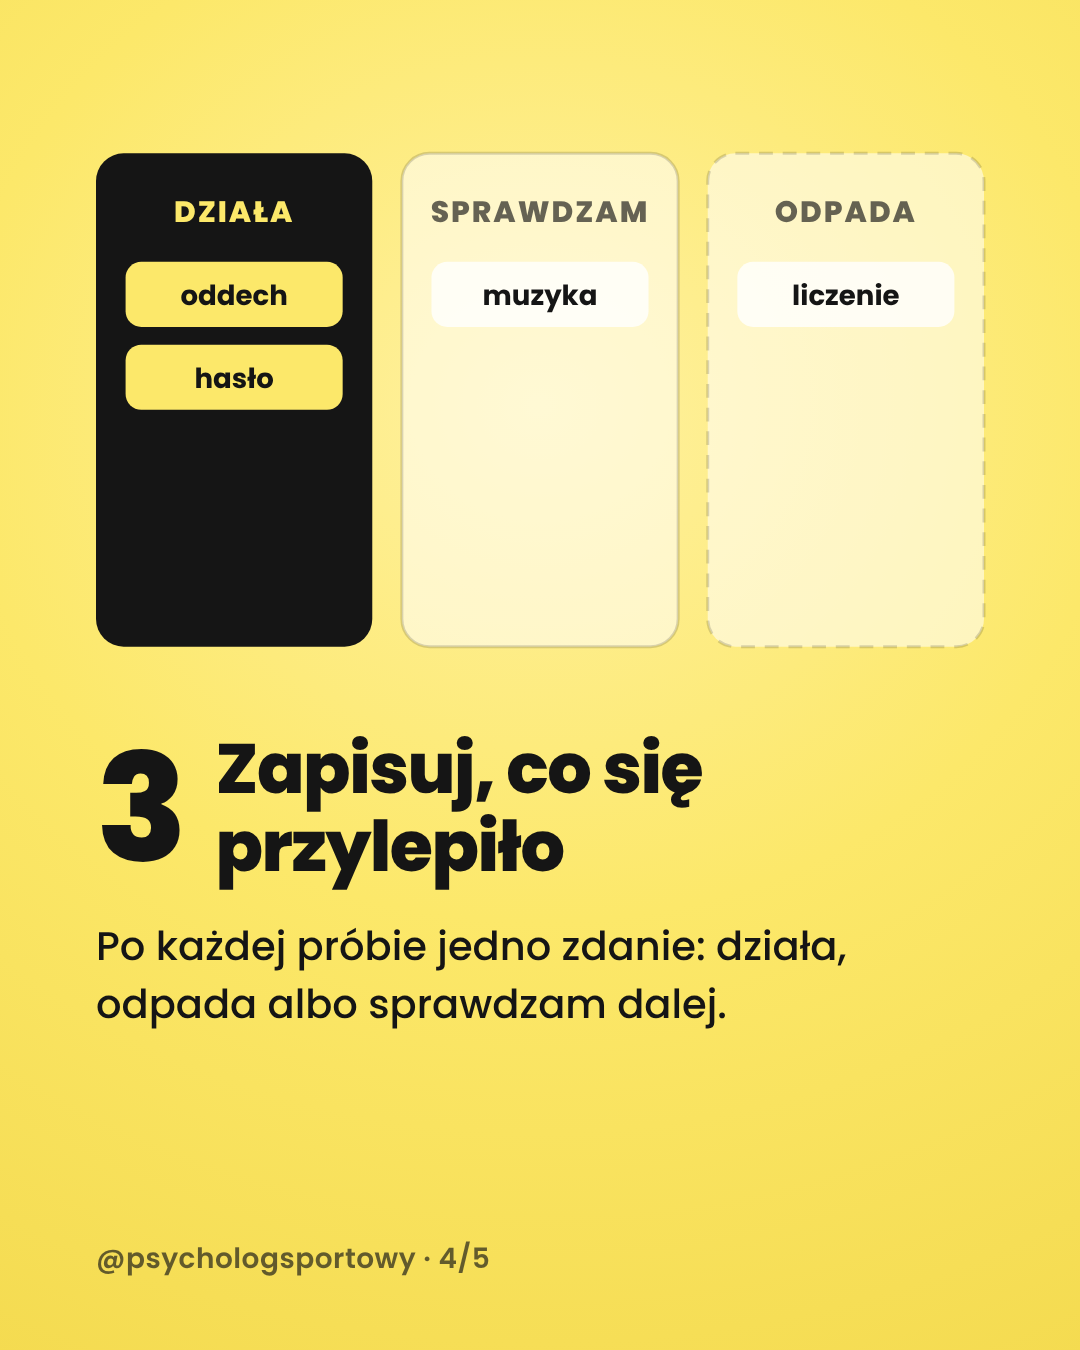 DZIAŁA
oddech
hasło
SPRAWDZAM
muzyka
ODPADA
liczenie
3
Zapisuj, co się
przylepiło
Po każdej próbie jedno zdanie: działa,
odpada albo sprawdzam dalej.
@psychologsportowy · 4/5